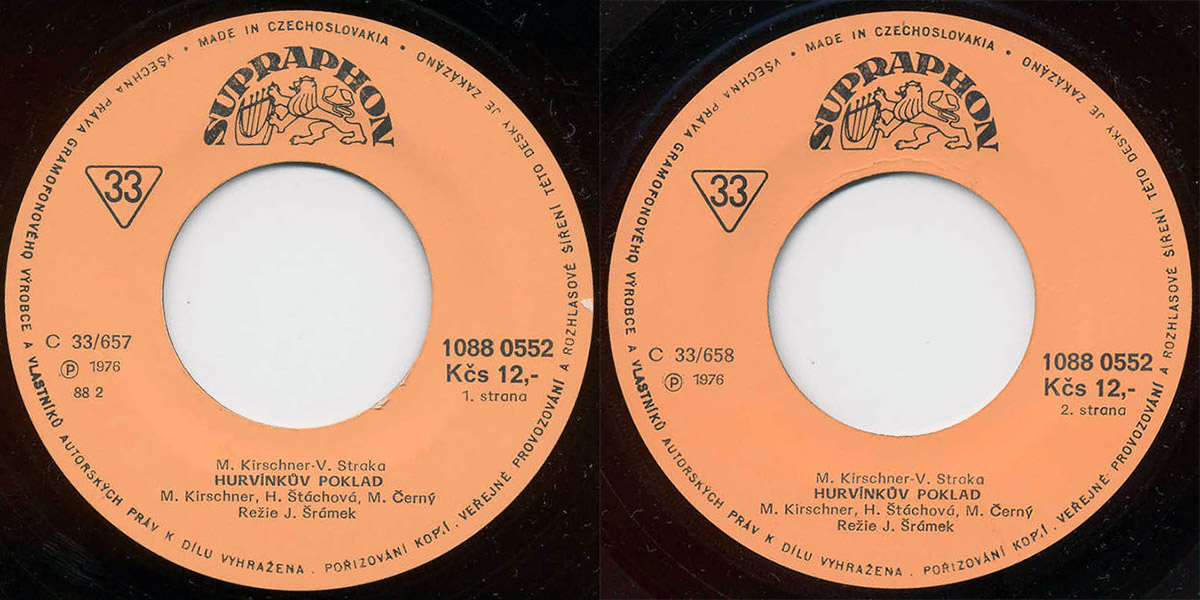 MADE IN CZECHOSLOVAKIA
VŠECHNA PRÁVA GRAMOFONOVÉHO VÝROBCE A VLASTNÍKŮ AUTORSKÝCH PRÁV K DÍLU VYHRAŽENA . POŘIZOVÁNÍ KOPIÍ . VEŘEJNÉ PROVOZOVÁNÍ A ROZHLASOVÉ ŠÍŘENÍ TÉTO DESKY JE ZAKÁZÁNO
SUPRAPHON
33
C 33/657
Ⓟ 1976
88 2
1088 0552
Kčs 12,-
1. strana
M. Kirschner-V. Straka
HURVÍNKŮV POKLAD
M. Kirschner, H. Štáchová, M. Černý
Režie J. Šrámek
MADE IN CZECHOSLOVAKIA
VŠECHNA PRÁVA GRAMOFONOVÉHO VÝROBCE A VLASTNÍKŮ AUTORSKÝCH PRÁV K DÍLU VYHRAŽENA . POŘIZOVÁNÍ KOPIÍ . VEŘEJNÉ PROVOZOVÁNÍ A ROZHLASOVÉ ŠÍŘENÍ TÉTO DESKY JE ZAKÁZÁNO
SUPRAPHON
33
C 33/658
Ⓟ 1976
1088 0552
Kčs 12,-
2. strana
M. Kirschner-V. Straka
HURVÍNKŮV POKLAD
M. Kirschner, H. Štáchová, M. Černý
Režie J. Šrámek